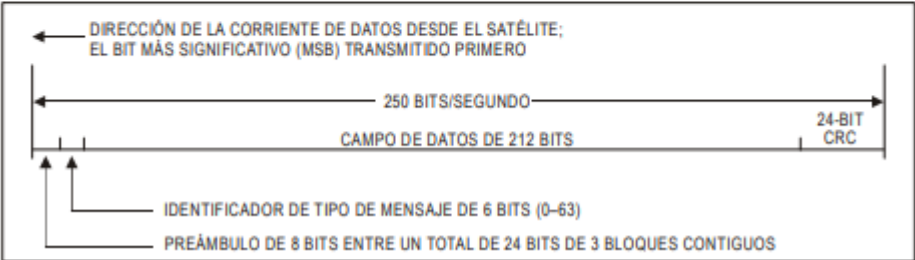 DIRECCIÓN DE LA CORRIENTE DE DATOS DESDE EL SATÉLITE;
EL BIT MÁS SIGNIFICATIVO (MSB) TRANSMITIDO PRIMERO
250 BITS/SEGUNDO
24-BIT
CRC
CAMPO DE DATOS DE 212 BITS
IDENTIFICADOR DE TIPO DE MENSAJE DE 6 BITS (0–63)
PREÁMBULO DE 8 BITS ENTRE UN TOTAL DE 24 BITS DE 3 BLOQUES CONTIGUOS